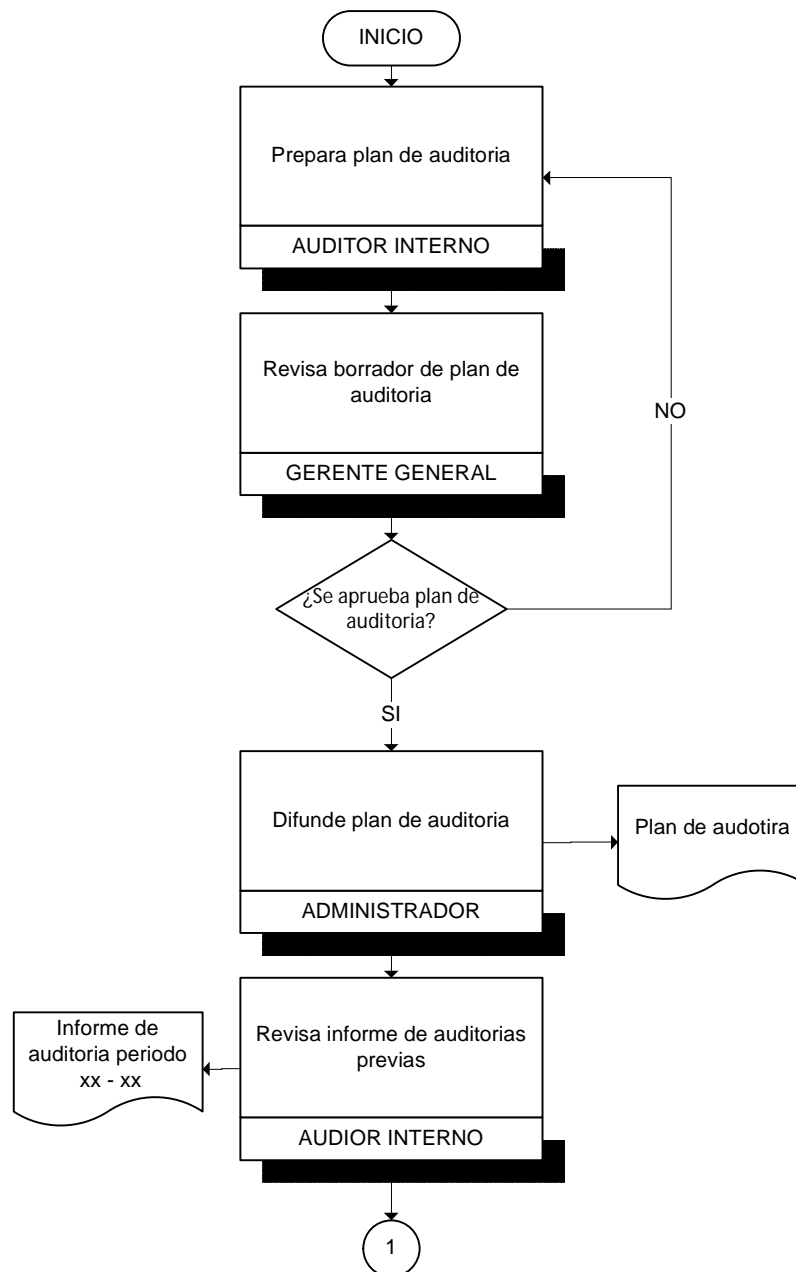 INICIO
Prepara plan de auditoria
AUDITOR INTERNO
Revisa borrador de plan de
auditoria
GERENTE GENERAL
NO
¿Se aprueba plan de
auditoria?
SI
Difunde plan de auditoria
ADMINISTRADOR
Plan de audotira
Informe de
auditoria periodo
xx - xx
Revisa informe de auditorias
previas
AUDIOR INTERNO
1